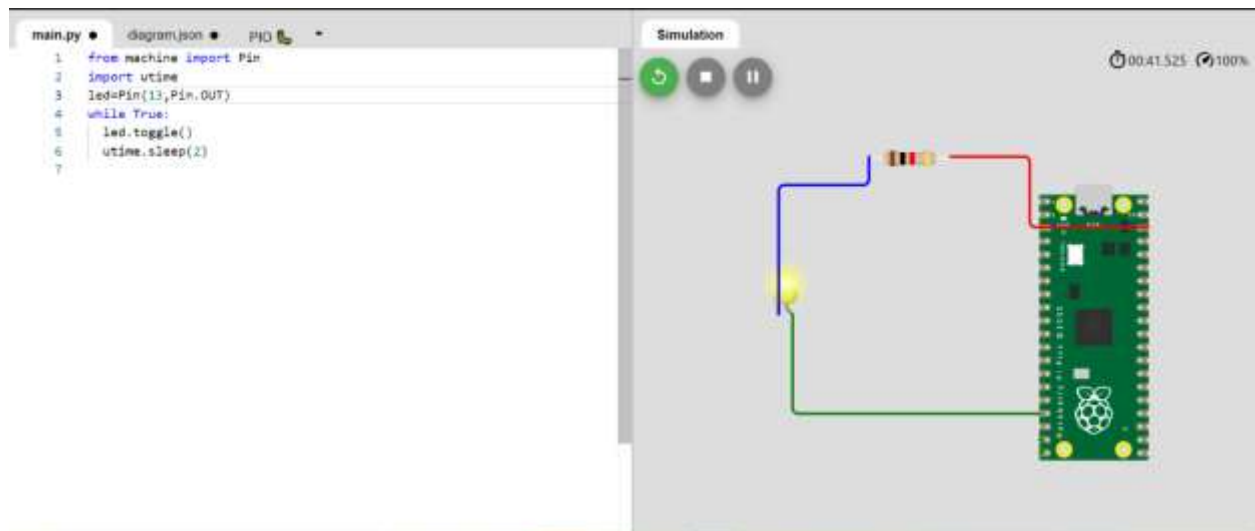 main.py
diagram.json
PIO
1 from machine import Pin
2 import utime
3 led=Pin(13,Pin.OUT)
4 while True:
5 led.toggle()
6 utime.sleep(2)
7
Simulation
00:41.525 100%